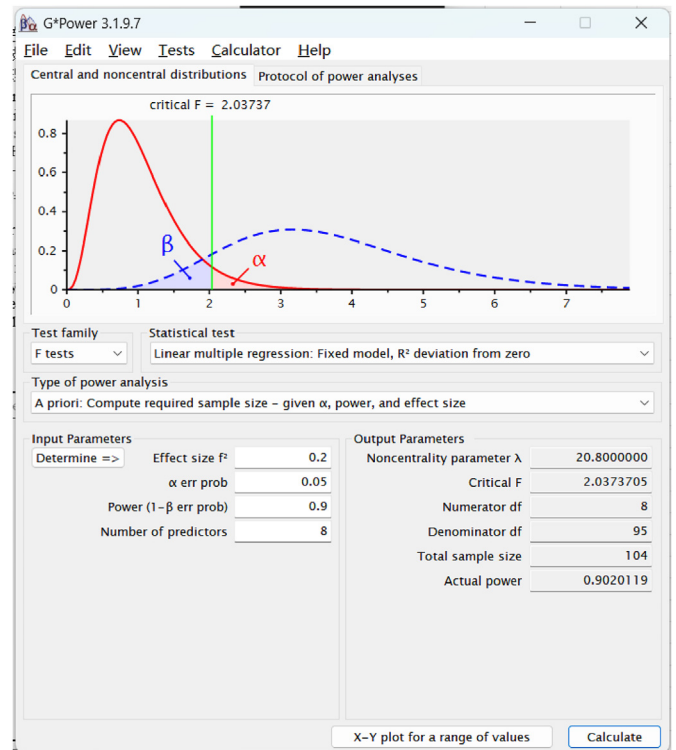 G*Power 3.1.9.7
File Edit View Tests Calculator Help
Central and noncentral distributions Protocol of power analyses
critical F = 2.03737
0.8
0.6
0.4
0.2
0
β
α
0 1 2 3 4 5 6 7
Test family Statistical test
F tests Linear multiple regression: Fixed model, R² deviation from zero
Type of power analysis
A priori: Compute required sample size – given α, power, and effect size
Input Parameters
Determine => Effect size f² 0.2
α err prob 0.05
Power (1-β err prob) 0.9
Number of predictors 8
Output Parameters
Noncentrality parameter λ 20.8000000
Critical F 2.0373705
Numerator df 8
Denominator df 95
Total sample size 104
Actual power 0.9020119
X-Y plot for a range of values Calculate